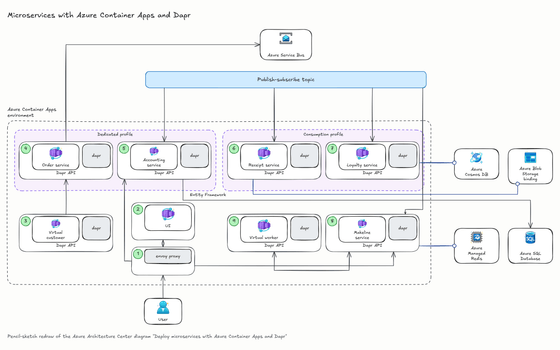 Microservices with Azure Container Apps and Dapr
Azure Service Bus
Publish-subscribe topic
Azure Container Apps
environment
Dedicated profile
Consumption profile
4
Order service
dapr
Dapr API
5
Accounting
service
dapr
Dapr API
6
Receipt service
dapr
Dapr API
7
Loyalty service
dapr
Dapr API
Azure
Cosmos DB
Azure Blob
Storage
binding
Entity Framework
3
Virtual
customer
dapr
Dapr API
2
UI
1
envoy proxy
Virtual worker
dapr
Dapr API
8
Makeline
service
dapr
Dapr API
Azure
Managed
Redis
Azure SQL
Database
User
Pencil-sketch redraw of the Azure Architecture Center diagram "Deploy microservices with Azure Container Apps and Dapr"